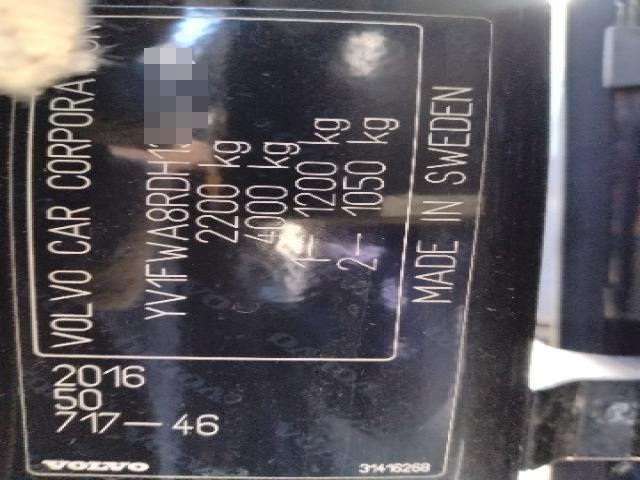 VOLVO CAR CORPORATION
YV1FWA8RDH1
2200 kg
4000 kg
1— 1200 kg
2— 1050 kg
MADE IN SWEDEN
2016
50
717—46
VOLVO
31416268